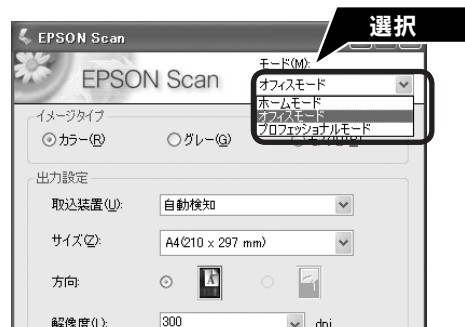 選択
EPSON Scan
モード(M):
EPSON Scan
オフィスモード
ホームモード
オフィスモード
プロフェッショナルモード
イメージタイプ
カラー(R)
グレー(G)
出力設定
取込装置(U):
自動検知
サイズ(Z):
A4(210 x 297 mm)
方向:
解像度(L):
300
dpi